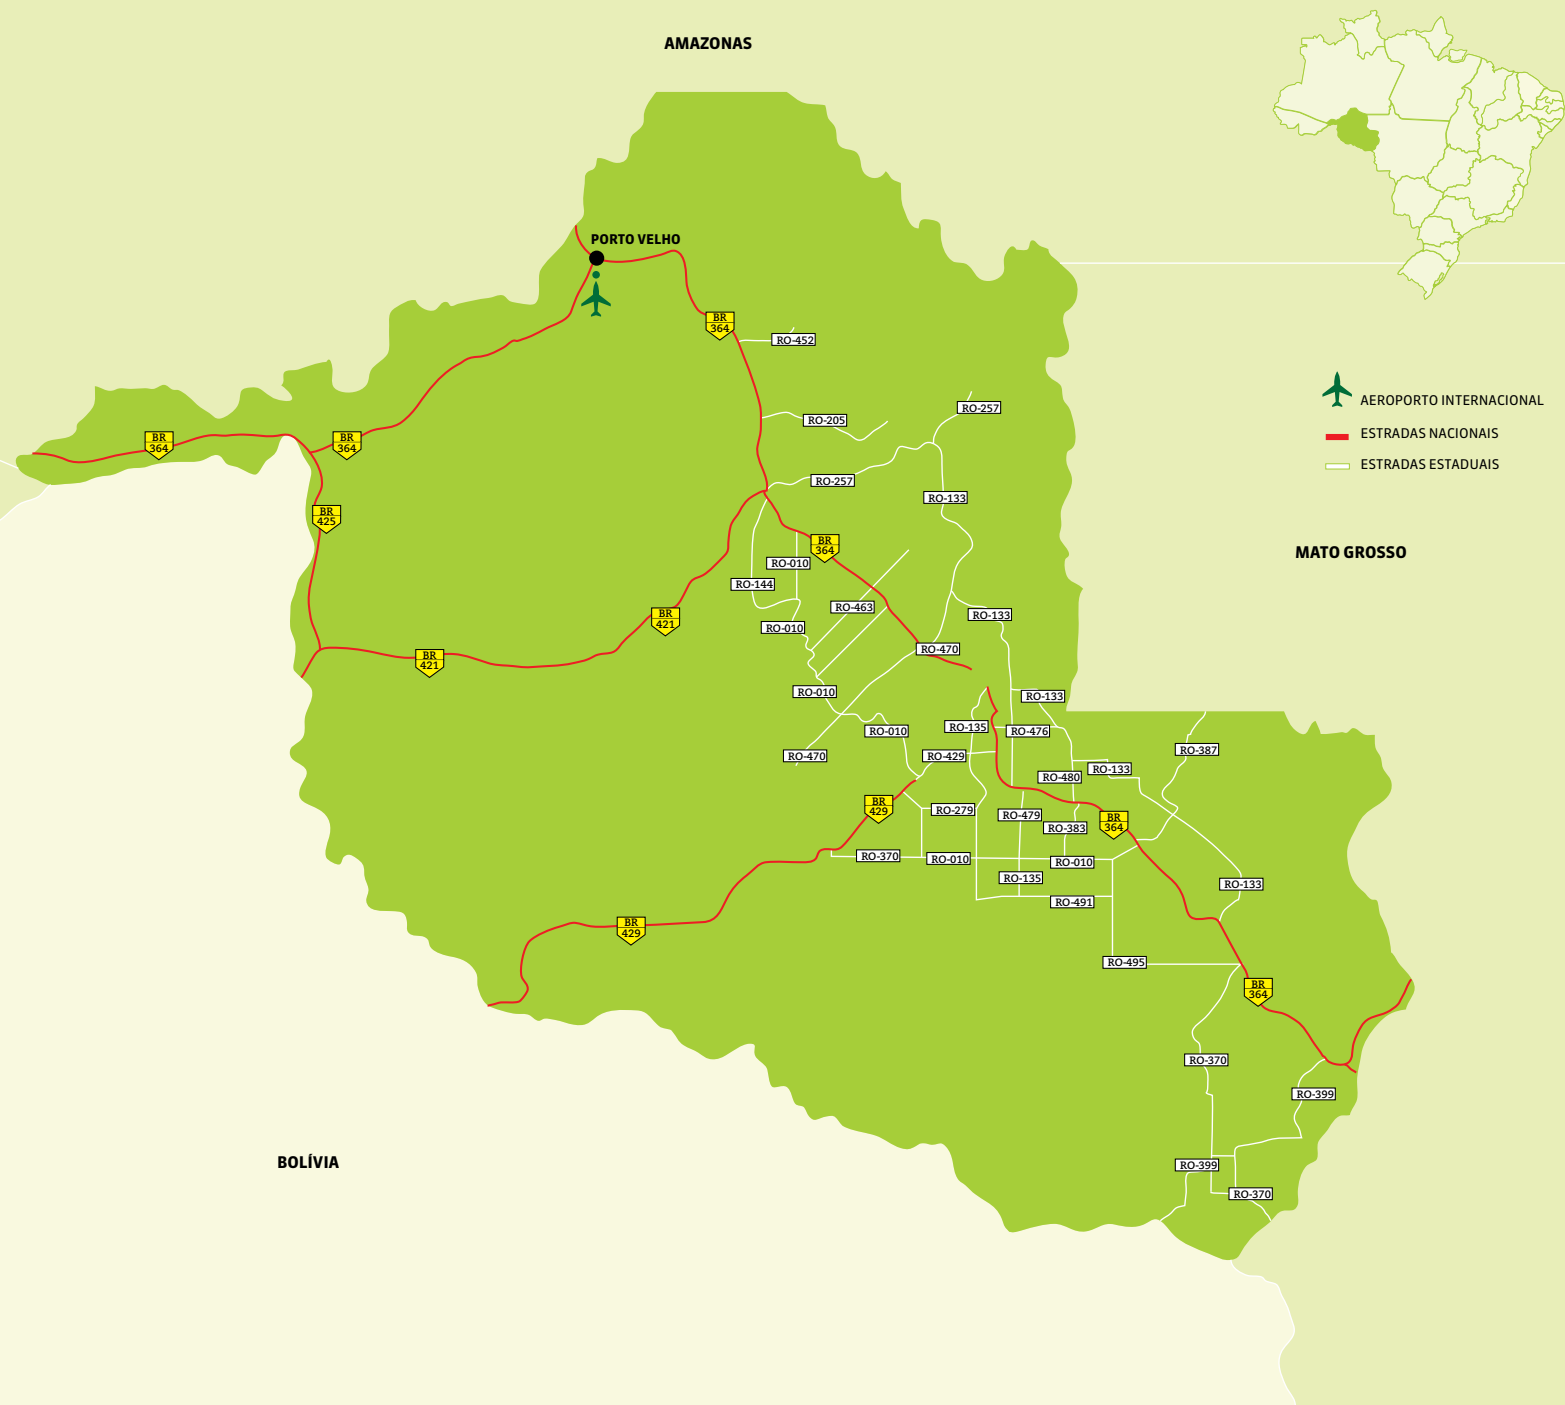 AMAZONAS
PORTO VELHO
BR
364
RO-452
AEROPORTO INTERNACIONAL
RO-257
RO-205
ESTRADAS NACIONAIS
BR
364
BR
364
ESTRADAS ESTADUAIS
RO-257
RO-133
BR
425
BR
364
MATO GROSSO
RO-010
RO-144
RO-463
RO-133
BR
421
RO-010
RO-470
BR
421
RO-010
RO-133
RO-135
RO-010
RO-476
RO-387
RO-470
RO-429
RO-133
RO-480
BR
429
RO-279
RO-479
BR
364
RO-383
RO-370
RO-010
RO-010
RO-135
RO-133
RO-491
BR
429
RO-495
BR
364
RO-370
RO-399
BOLÍVIA
RO-399
RO-370